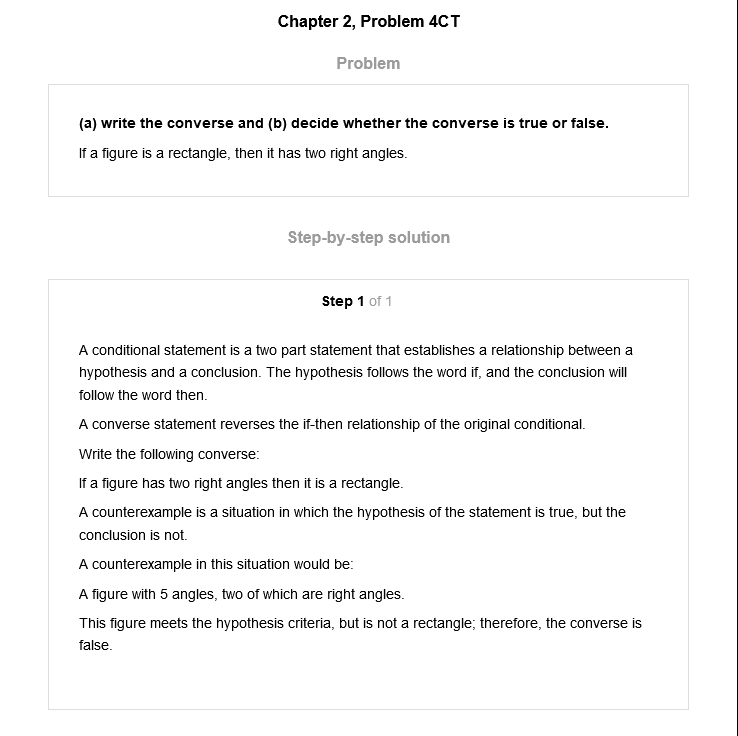 Chapter 2, Problem 4CT
Problem
(a) write the converse and (b) decide whether the converse is true or false.
If a figure is a rectangle, then it has two right angles.
Step-by-step solution
Step 1 of 1
A conditional statement is a two part statement that establishes a relationship between a
hypothesis and a conclusion. The hypothesis follows the word if, and the conclusion will
follow the word then.
A converse statement reverses the if-then relationship of the original conditional.
Write the following converse:
If a figure has two right angles then it is a rectangle.
A counterexample is a situation in which the hypothesis of the statement is true, but the
conclusion is not.
A counterexample in this situation would be:
A figure with 5 angles, two of which are right angles.
This figure meets the hypothesis criteria, but is not a rectangle; therefore, the converse is
false.